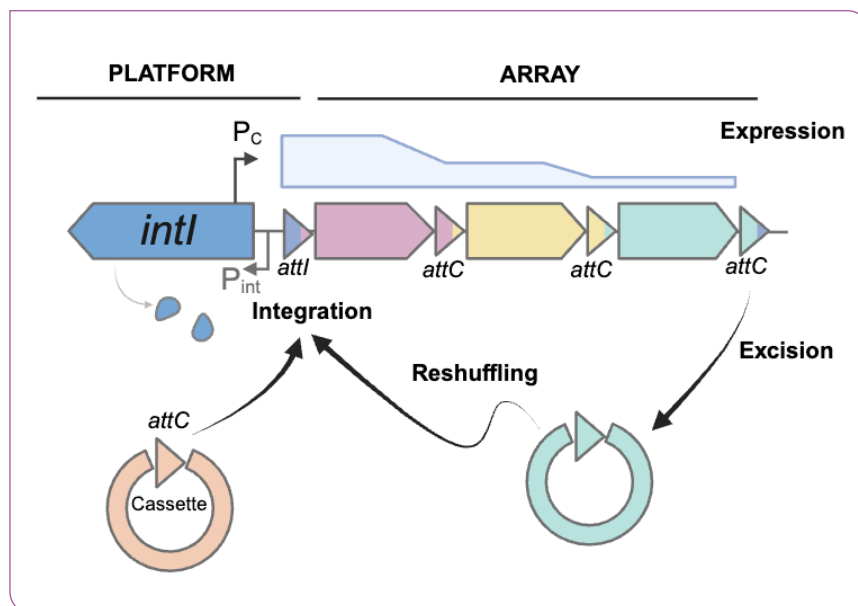 PLATFORM
ARRAY
Expression
PC
intI
Pint
attI
attC
attC
attC
Integration
Excision
Reshuffling
attC
Cassette